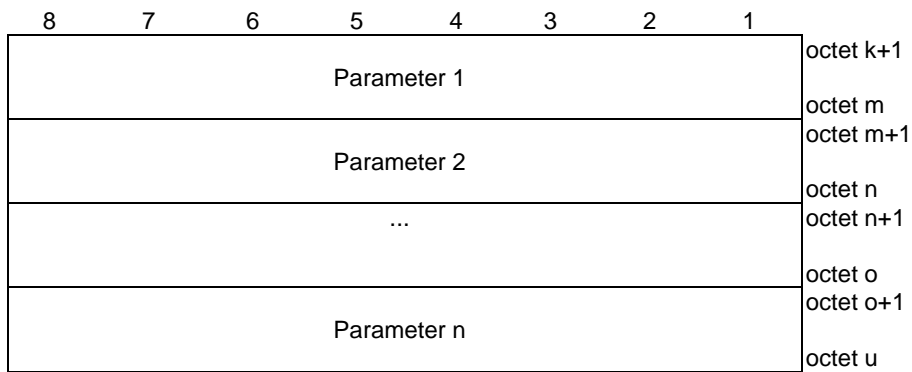 8 7 6 5 4 3 2 1
octet k+1
Parameter 1
octet m
octet m+1
Parameter 2
octet n
...
octet n+1
octet o
octet o+1
Parameter n
octet u